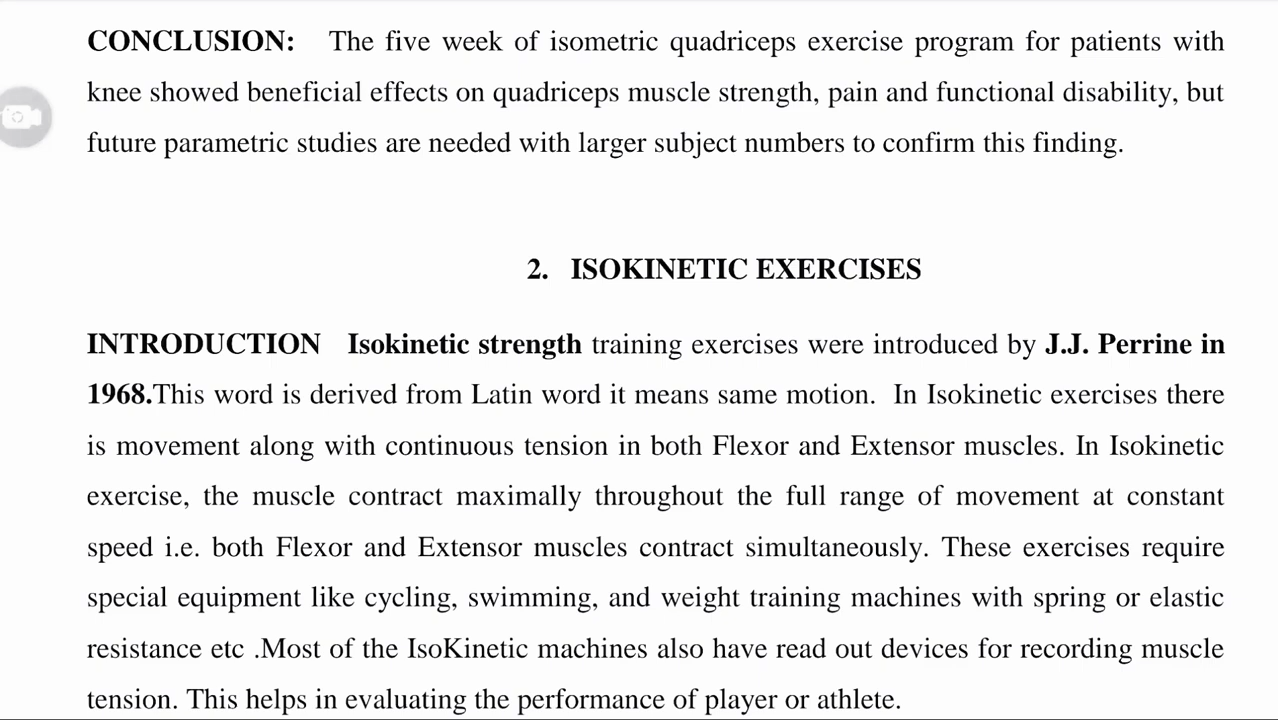 CONCLUSION: The five week of isometric quadriceps exercise program for patients with
knee showed beneficial effects on quadriceps muscle strength, pain and functional disability, but
future parametric studies are needed with larger subject numbers to confirm this finding.
2. ISOKINETIC EXERCISES
INTRODUCTION Isokinetic strength training exercises were introduced by J.J. Perrine in
1968.This word is derived from Latin word it means same motion. In Isokinetic exercises there
is movement along with continuous tension in both Flexor and Extensor muscles. In Isokinetic
exercise, the muscle contract maximally throughout the full range of movement at constant
speed i.e. both Flexor and Extensor muscles contract simultaneously. These exercises require
special equipment like cycling, swimming, and weight training machines with spring or elastic
resistance etc .Most of the IsoKinetic machines also have read out devices for recording muscle
tension. This helps in evaluating the performance of player or athlete.